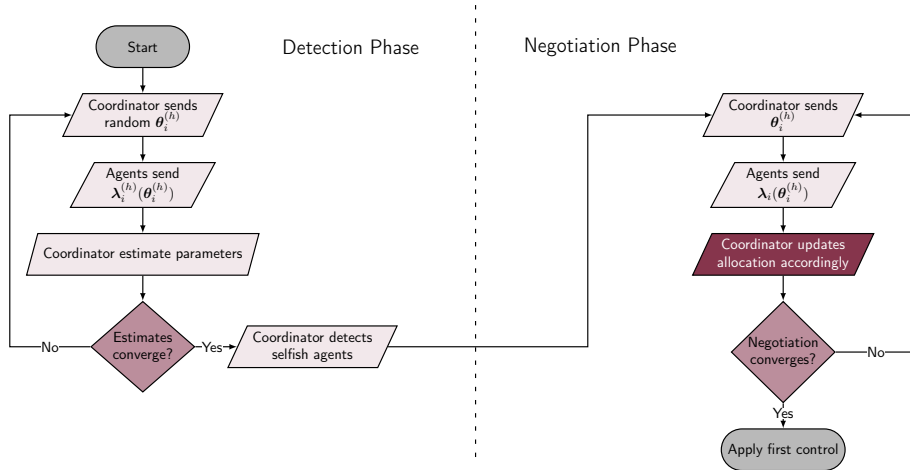 Detection Phase
Negotiation Phase
Start
Coordinator sends
random θ_i^(h)
Agents send
λ_i^(h)(θ_i^(h))
Coordinator estimate parameters
Estimates
converge?
No
Yes
Coordinator detects
selfish agents
Coordinator sends
θ_i^(h)
Agents send
λ_i(θ_i^(h))
Coordinator updates
allocation accordingly
Negotiation
converges?
No
Yes
Apply first control